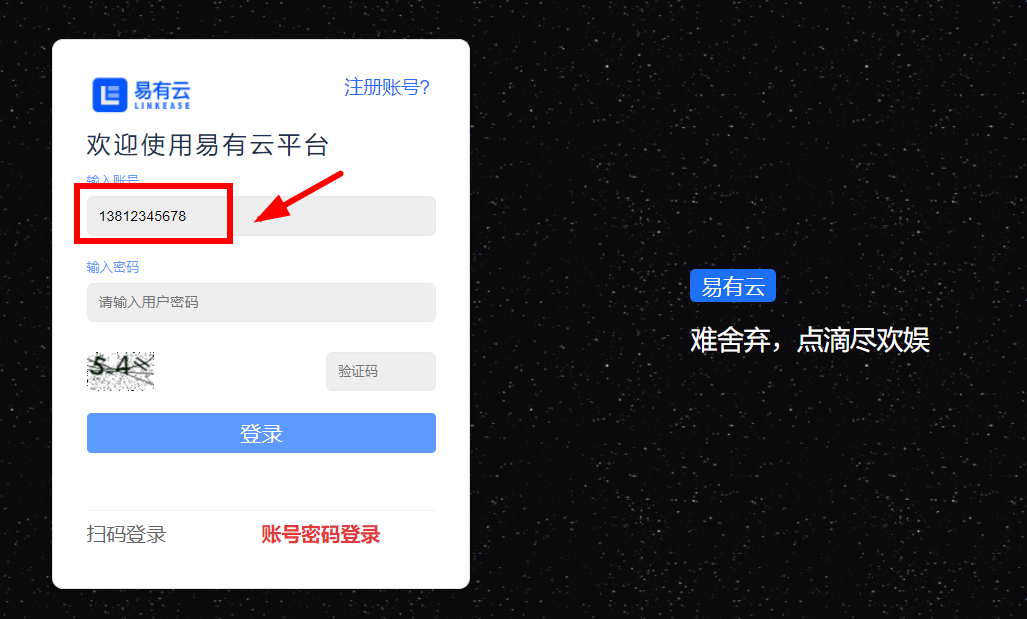 易有云
LINKEASE
注册账号?
欢迎使用易有云平台
输入账号
13812345678
输入密码
请输入用户密码
验证码
登录
扫码登录
账号密码登录
易有云
难舍弃，点滴尽欢娱